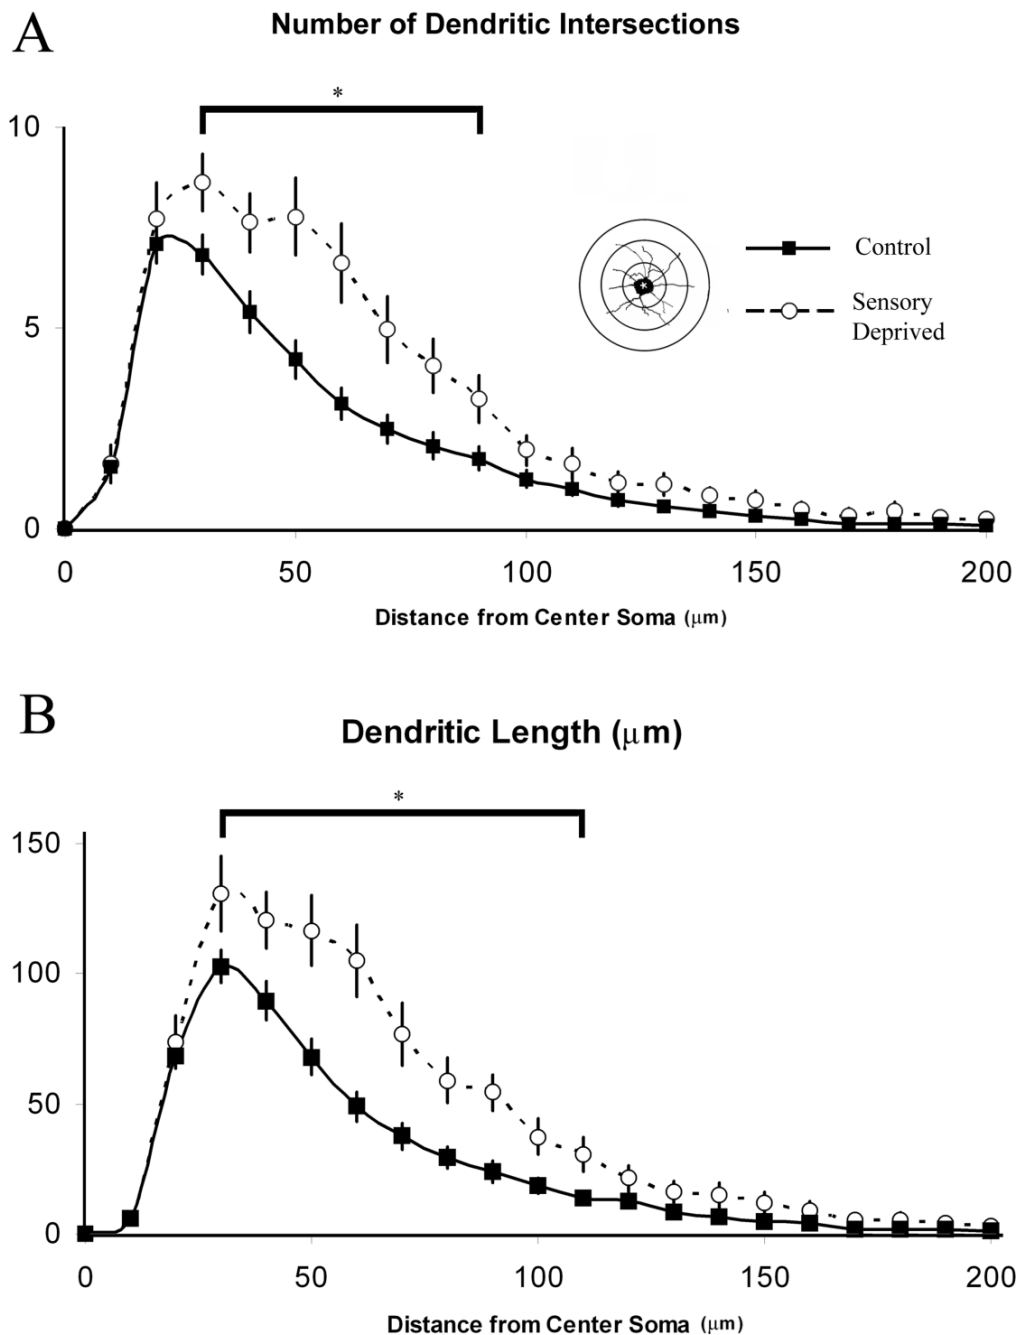 A
Number of Dendritic Intersections
*
10
5
0
Control
Sensory
Deprived
0 50 100 150 200
Distance from Center Soma (μm)
B
Dendritic Length (μm)
*
150
100
50
0
0 50 100 150 200
Distance from Center Soma (μm)